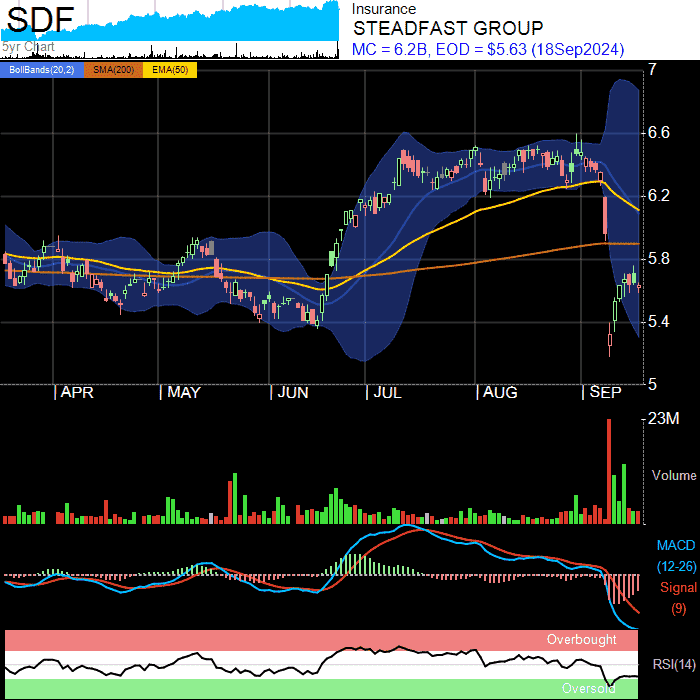 SDF
5yr Chart
Insurance
STEADFAST GROUP
MC = 6.2B, EOD = $5.63 (18Sep2024)
BollBands(20,2) SMA(200) EMA(50)
7
6.6
6.2
5.8
5.4
5
APR MAY JUN JUL AUG SEP
23M
Volume
MACD
(12-26)
Signal
(9)
Overbought
RSI(14)
Oversold